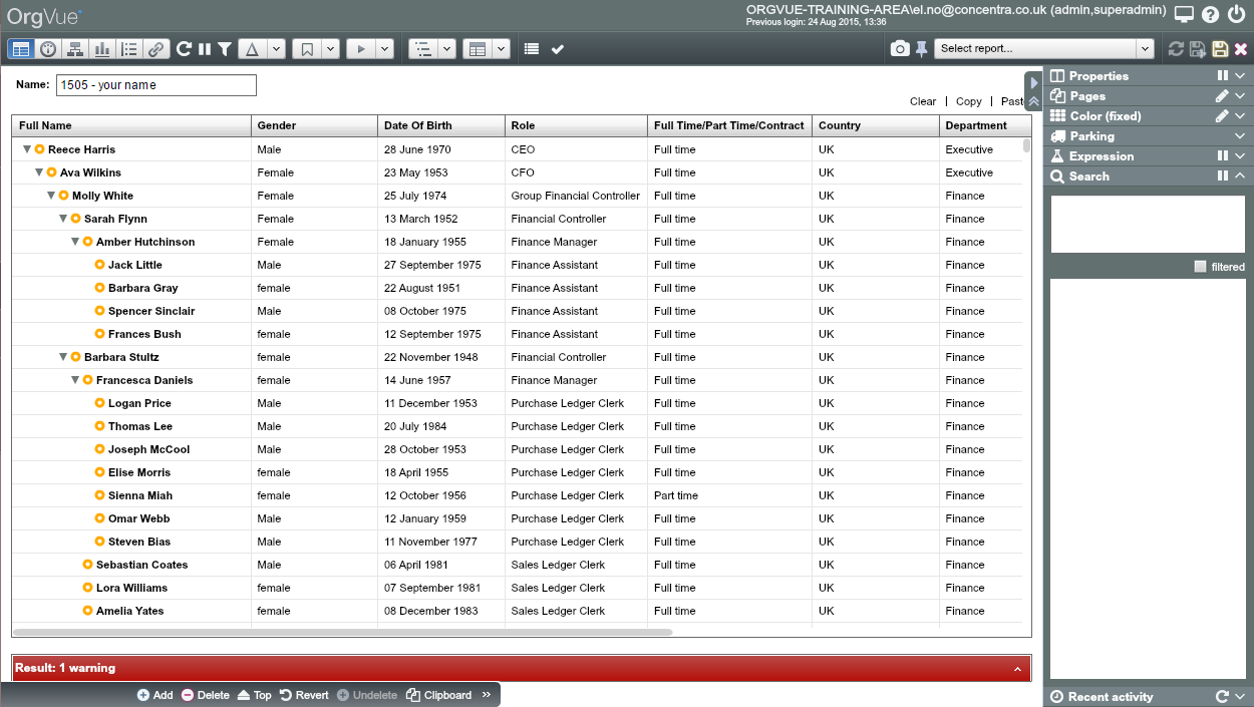 OrgVue
ORGVUE-TRAINING-AREA\el.no@concentra.co.uk (admin,superadmin)
Previous login: 24 Aug 2015, 13:36
Select report...
Name: 1505 - your name
Clear | Copy | Past
Full Name Gender Date Of Birth Role Full Time/Part Time/Contract Country Department
Reece Harris Male 28 June 1970 CEO Full time UK Executive
Ava Wilkins Female 23 May 1953 CFO Full time UK Executive
Molly White Female 25 July 1974 Group Financial Controller Full time UK Finance
Sarah Flynn Female 13 March 1952 Financial Controller Full time UK Finance
Amber Hutchinson Female 18 January 1955 Finance Manager Full time UK Finance
Jack Little Male 27 September 1975 Finance Assistant Full time UK Finance
Barbara Gray female 22 August 1951 Finance Assistant Full time UK Finance
Spencer Sinclair Male 08 October 1975 Finance Assistant Full time UK Finance
Frances Bush female 12 September 1975 Finance Assistant Full time UK Finance
Barbara Stultz female 22 November 1948 Financial Controller Full time UK Finance
Francesca Daniels female 14 June 1957 Finance Manager Full time UK Finance
Logan Price Male 11 December 1953 Purchase Ledger Clerk Full time UK Finance
Thomas Lee Male 20 July 1984 Purchase Ledger Clerk Full time UK Finance
Joseph McCool Male 28 October 1953 Purchase Ledger Clerk Full time UK Finance
Elise Morris female 18 April 1955 Purchase Ledger Clerk Full time UK Finance
Sienna Miah female 12 October 1956 Purchase Ledger Clerk Part time UK Finance
Omar Webb Male 12 January 1959 Purchase Ledger Clerk Full time UK Finance
Steven Bias Male 11 November 1977 Purchase Ledger Clerk Full time UK Finance
Sebastian Coates Male 06 April 1981 Sales Ledger Clerk Full time UK Finance
Lora Williams female 07 September 1981 Sales Ledger Clerk Full time UK Finance
Amelia Yates female 08 December 1983 Sales Ledger Clerk Full time UK Finance
Result: 1 warning
Add Delete Top Revert Undelete Clipboard »
Properties
Pages
Color (fixed)
Parking
Expression
Search
filtered
Recent activity